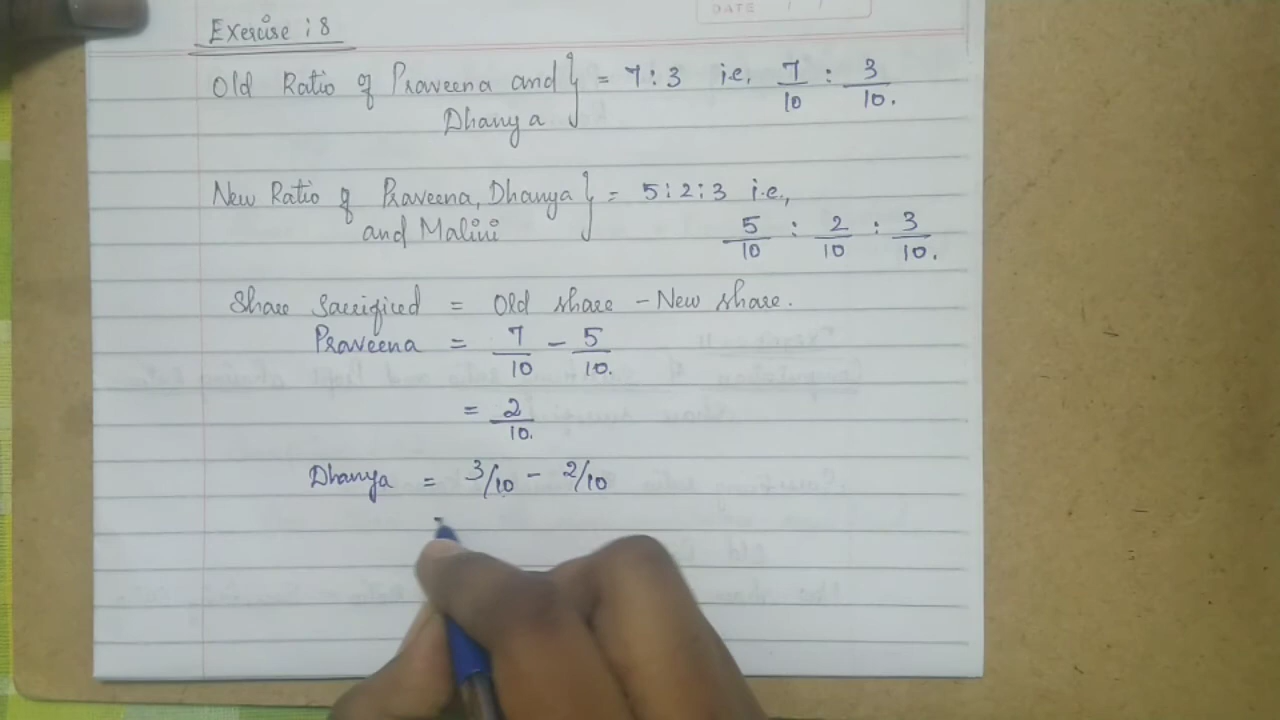 DATE
Exercise : 8
Old Ratio of Praveena and } = 7 : 3 i.e, 7/10 : 3/10.
Dhanya
New Ratio of Praveena, Dhanya } = 5 : 2 : 3 i.e.,
and Malini 5/10 : 2/10 : 3/10.
Share Sacrificed = Old share - New share.
Praveena = 7/10 - 5/10.
= 2/10.
Dhanya = 3/10 - 2/10